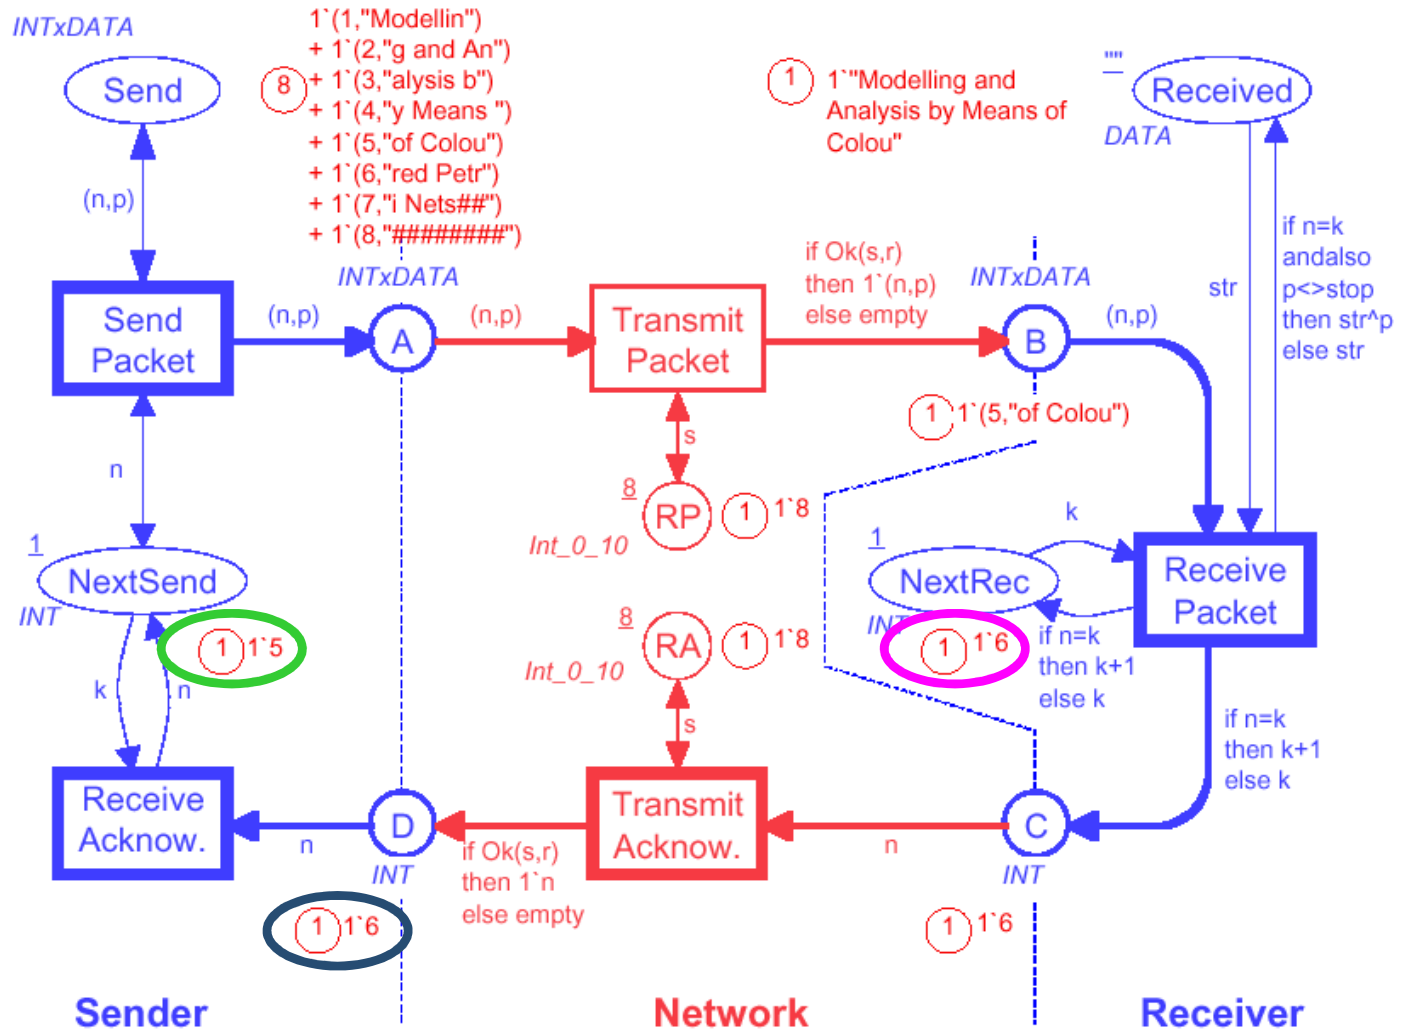 INTxDATA
Send
8
1`(1,"Modellin")
+ 1`(2,"g and An")
+ 1`(3,"alysis b")
+ 1`(4,"y Means ")
+ 1`(5,"of Colou")
+ 1`(6,"red Petr")
+ 1`(7,"i Nets##")
+ 1`(8,"########")
1
1`"Modelling and
Analysis by Means of
Colou"
""
Received
DATA
(n,p)
Send
Packet
(n,p)
INTxDATA
A
(n,p)
Transmit
Packet
if Ok(s,r)
then 1`(n,p)
else empty
INTxDATA
B
(n,p)
str
if n=k
andalso
p<>stop
then str^p
else str
1
1`(5,"of Colou")
n
s
8
RP
1
1`8
Int_0_10
1
NextSend
INT
1
1`5
k
n
8
RA
1
1`8
Int_0_10
s
1
NextRec
INT
1
1`6
k
if n=k
then k+1
else k
Receive
Packet
if n=k
then k+1
else k
Receive
Acknow.
n
D
INT
1
1`6
if Ok(s,r)
then 1`n
else empty
Transmit
Acknow.
n
C
INT
1
1`6
Sender
Network
Receiver